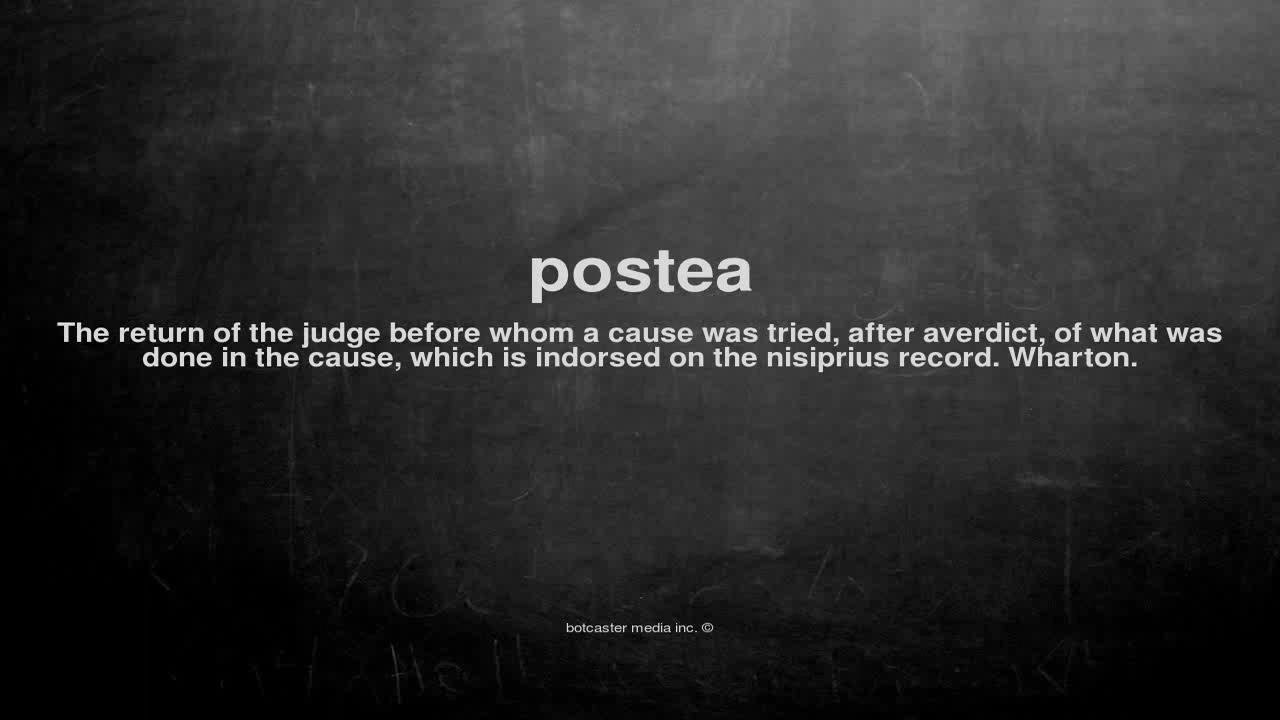 postea
The return of the judge before whom a cause was tried, after averdict, of what was
done in the cause, which is indorsed on the nisiprius record. Wharton.
botcaster media inc. ©